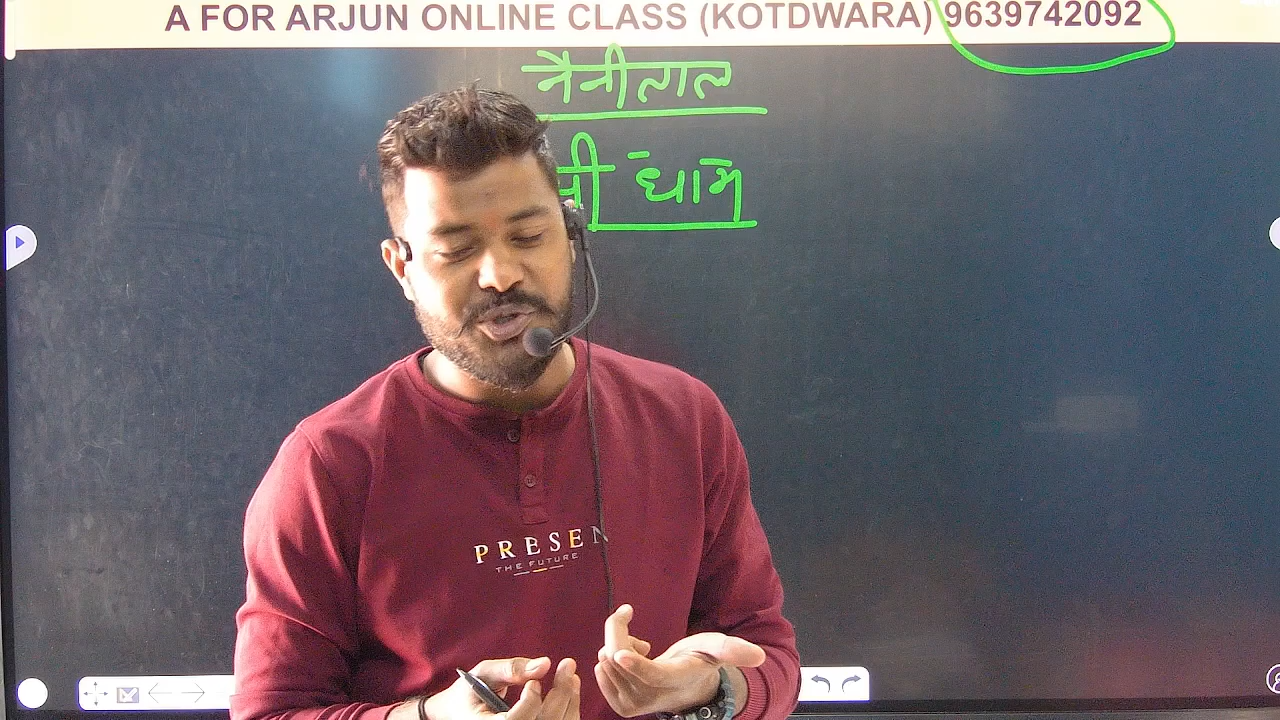 A FOR ARJUN ONLINE CLASS (KOTDWARA) 9639742092
नैनीताल
धाम
PRESEN
THE FUTURE